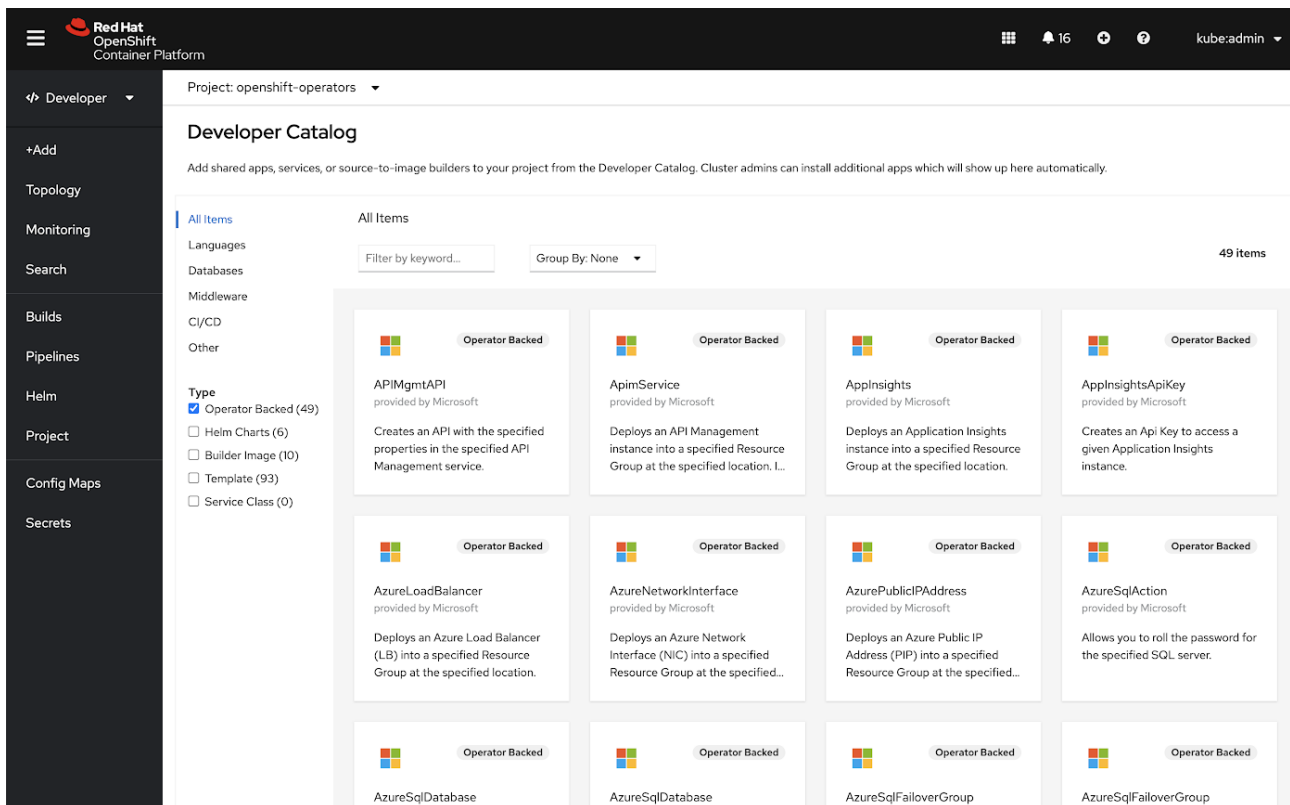 Red Hat
OpenShift
Container Platform
16
kube:admin
Developer
Project: openshift-operators
+Add
Topology
Monitoring
Search
Builds
Pipelines
Helm
Project
Config Maps
Secrets
Developer Catalog
Add shared apps, services, or source-to-image builders to your project from the Developer Catalog. Cluster admins can install additional apps which will show up here automatically.
All Items
Languages
Databases
Middleware
CI/CD
Other
Type
Operator Backed (49)
Helm Charts (6)
Builder Image (10)
Template (93)
Service Class (0)
All Items
Filter by keyword...
Group By: None
49 items
Operator Backed
APIMgmtAPI
provided by Microsoft
Creates an API with the specified
properties in the specified API
Management service.
Operator Backed
ApimService
provided by Microsoft
Deploys an API Management
instance into a specified Resource
Group at the specified location. I...
Operator Backed
AppInsights
provided by Microsoft
Deploys an Application Insights
instance into a specified Resource
Group at the specified location.
Operator Backed
AppInsightsApiKey
provided by Microsoft
Creates an Api Key to access a
given Application Insights
instance.
Operator Backed
AzureLoadBalancer
provided by Microsoft
Deploys an Azure Load Balancer
(LB) into a specified Resource
Group at the specified location.
Operator Backed
AzureNetworkInterface
provided by Microsoft
Deploys an Azure Network
Interface (NIC) into a specified
Resource Group at the specified...
Operator Backed
AzurePublicIPAddress
provided by Microsoft
Deploys an Azure Public IP
Address (PIP) into a specified
Resource Group at the specified...
Operator Backed
AzureSqlAction
provided by Microsoft
Allows you to roll the password for
the specified SQL server.
Operator Backed
AzureSqlDatabase
Operator Backed
AzureSqlDatabase
Operator Backed
AzureSqlFailoverGroup
Operator Backed
AzureSqlFailoverGroup